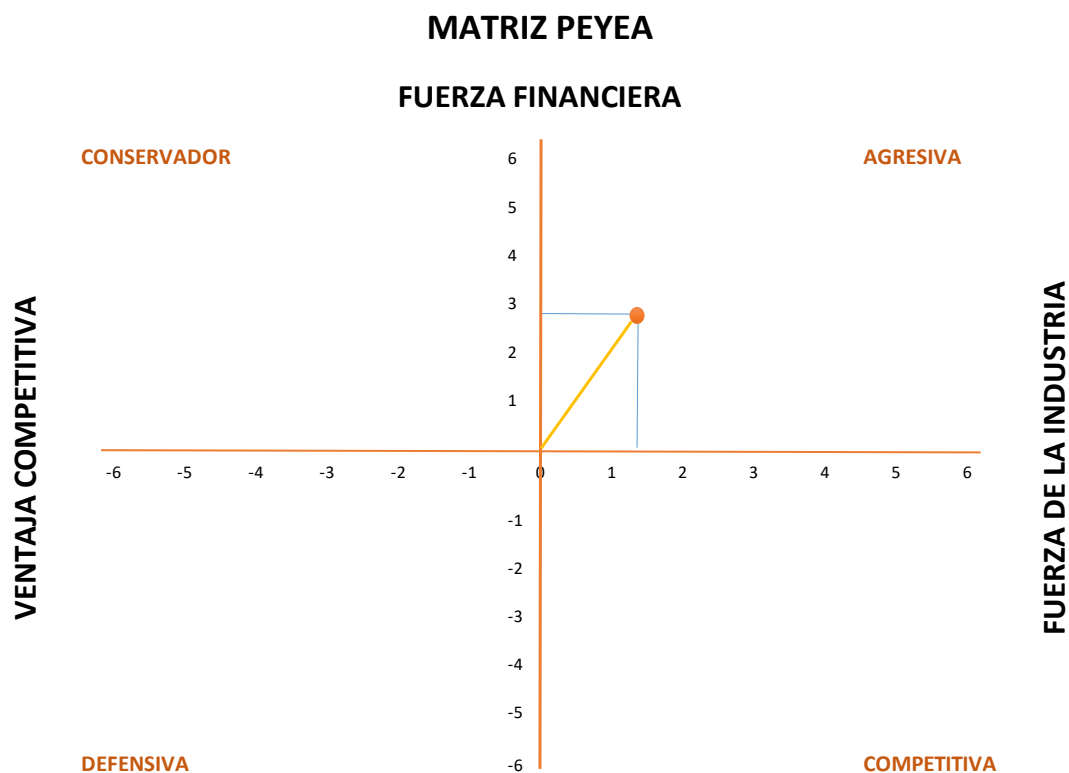 MATRIZ PEYEA
FUERZA FINANCIERA
CONSERVADOR
AGRESIVA
6
5
4
3
2
1
VENTAJA COMPETITIVA
FUERZA DE LA INDUSTRIA
-6 -5 -4 -3 -2 -1 0 1 2 3 4 5 6
-1
-2
-3
-4
-5
-6
DEFENSIVA
COMPETITIVA